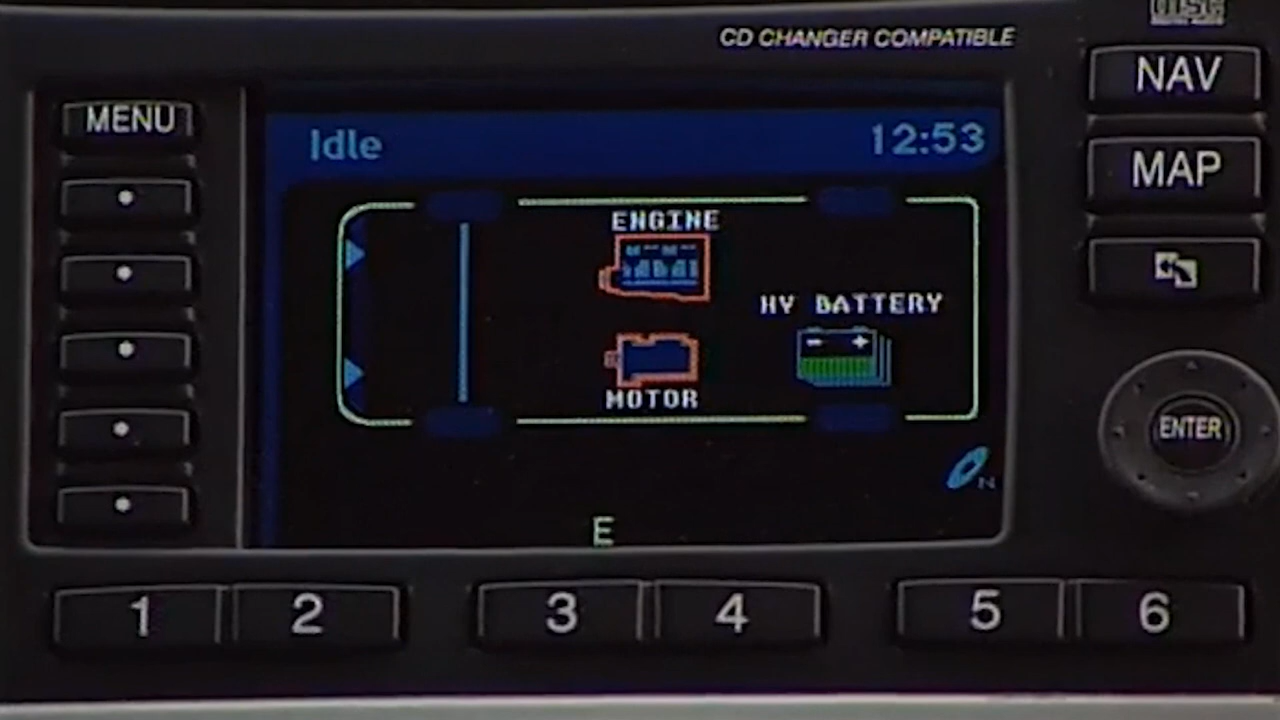 DISC
CD CHANGER COMPATIBLE
NAV
MENU
Idle
12:53
MAP
ENGINE
HV BATTERY
- +
MOTOR
ENTER
N
E
1 2 3 4 5 6